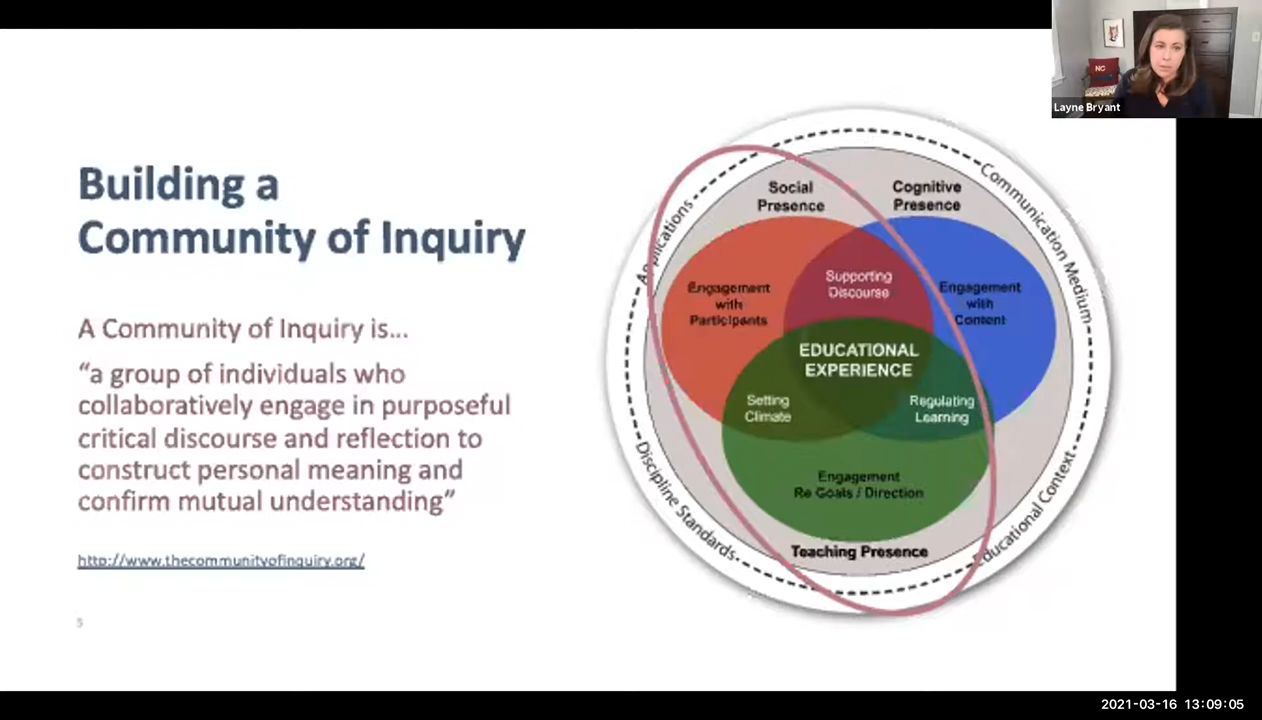 Building a
Community of Inquiry
A Community of Inquiry is...
“a group of individuals who
collaboratively engage in purposeful
critical discourse and reflection to
construct personal meaning and
confirm mutual understanding”
http://www.thecommunityofinquiry.org/
5
Social
Presence
Cognitive
Presence
Applications
Communication Medium
Supporting
Discourse
Engagement
with
Participants
Engagement
with
Content
EDUCATIONAL
EXPERIENCE
Setting
Climate
Regulating
Learning
Engagement
Re Goals / Direction
Teaching Presence
Discipline Standards
Educational Context
NC
Layne Bryant
2021-03-16 13:09:05